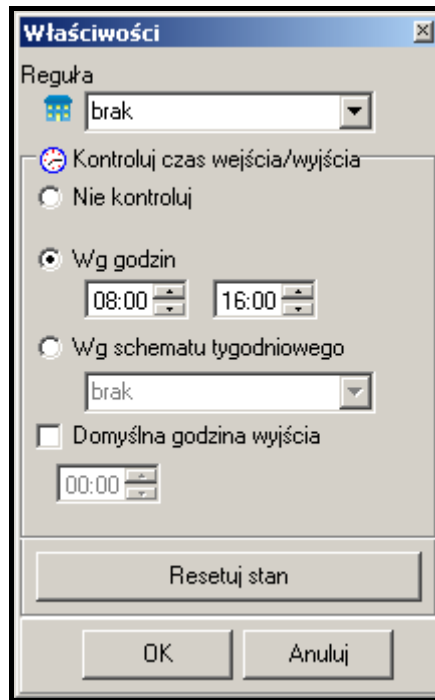 Właściwości
Reguła
brak
Kontroluj czas wejścia/wyjścia
Nie kontroluj
Wg godzin
08:00 16:00
Wg schematu tygodniowego
brak
Domyślna godzina wyjścia
00:00
Resetuj stan
OK Anuluj